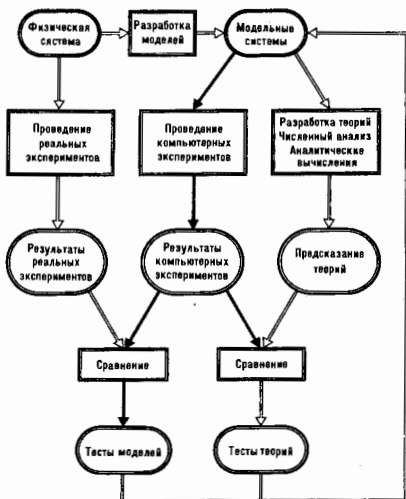 Физическая
система
Разработка
моделей
Модельные
системы
Проведение
реальных
экспериментов
Проведение
компьютерных
экспериментов
Разработка теорий
Численный анализ
Аналитические
вычисления
Результаты
реальных
экспериментов
Результаты
компьютерных
экспериментов
Предсказание
теорий
Сравнение
Сравнение
Тесты моделей
Тесты теорий